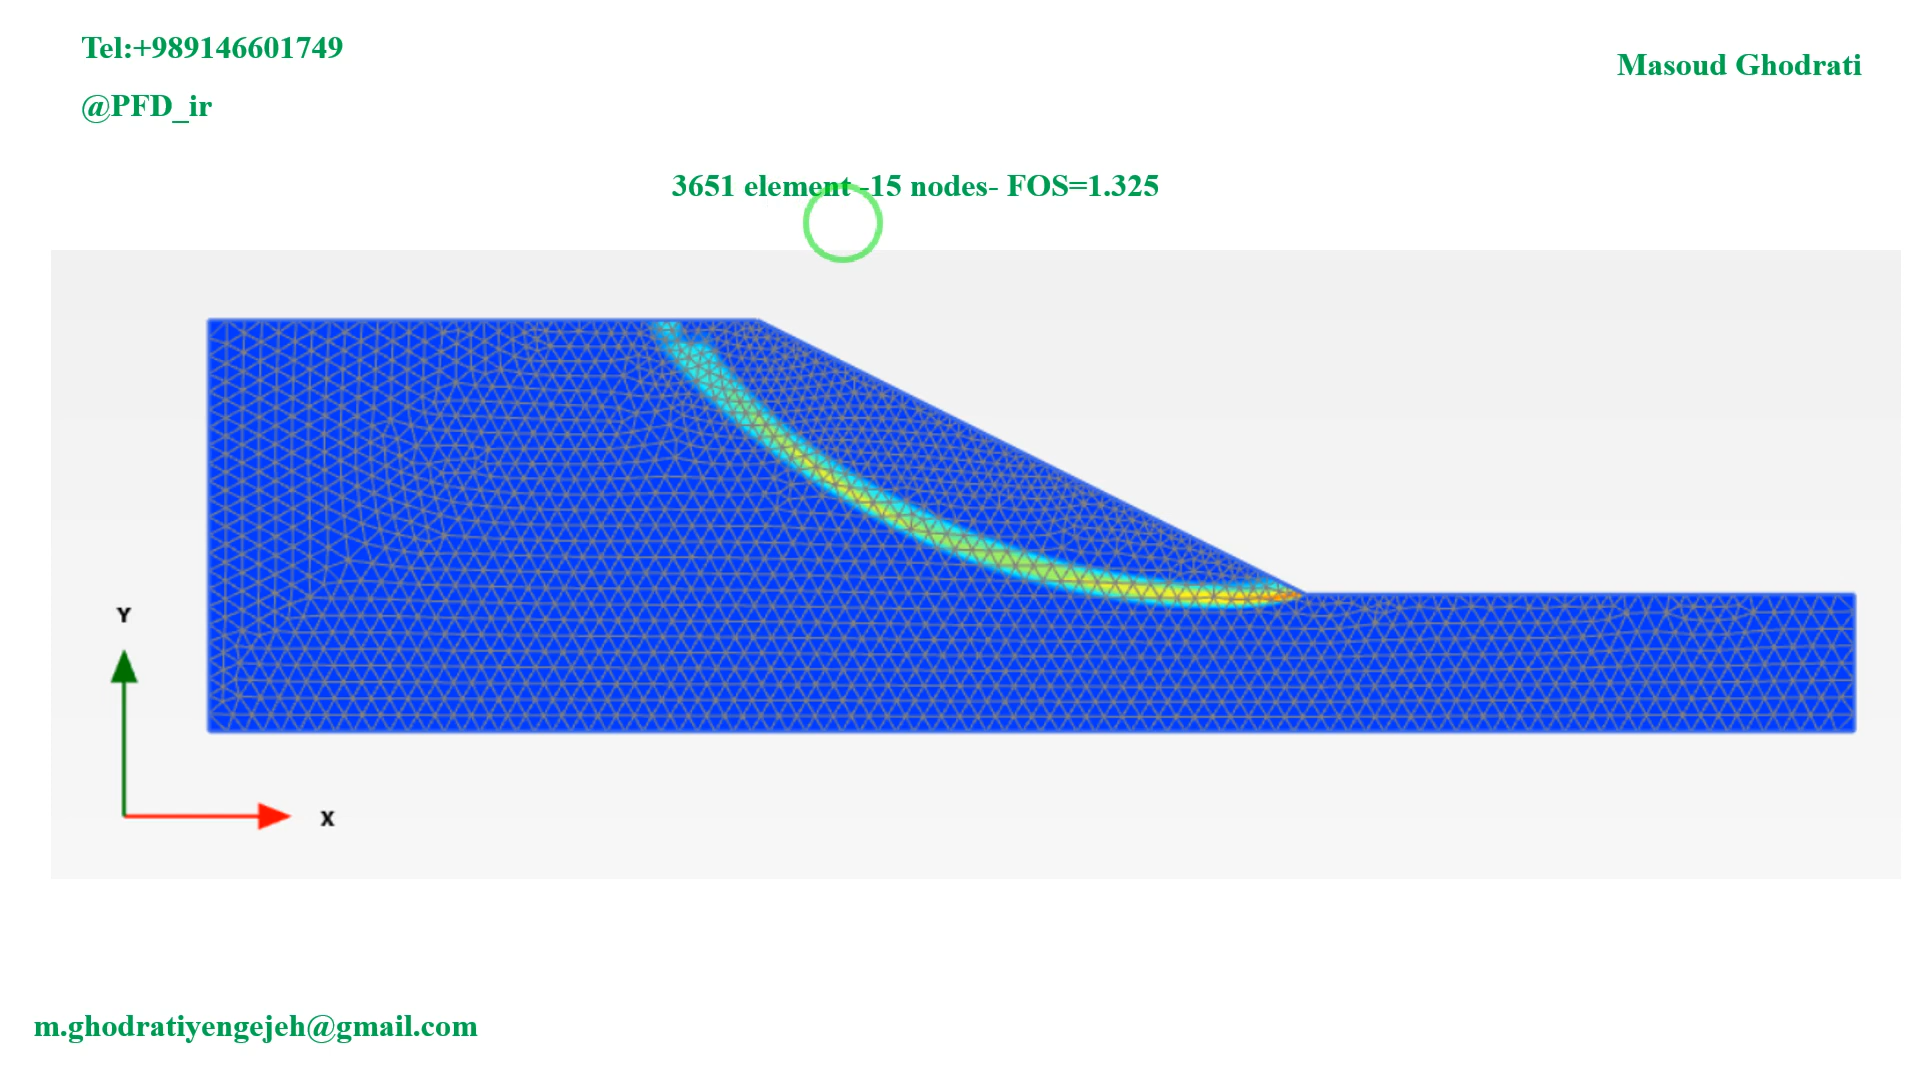 Tel:+989146601749
Masoud Ghodrati
@PFD_ir
3651 element -15 nodes- FOS=1.325
Y
X
m.ghodratiyengejeh@gmail.com